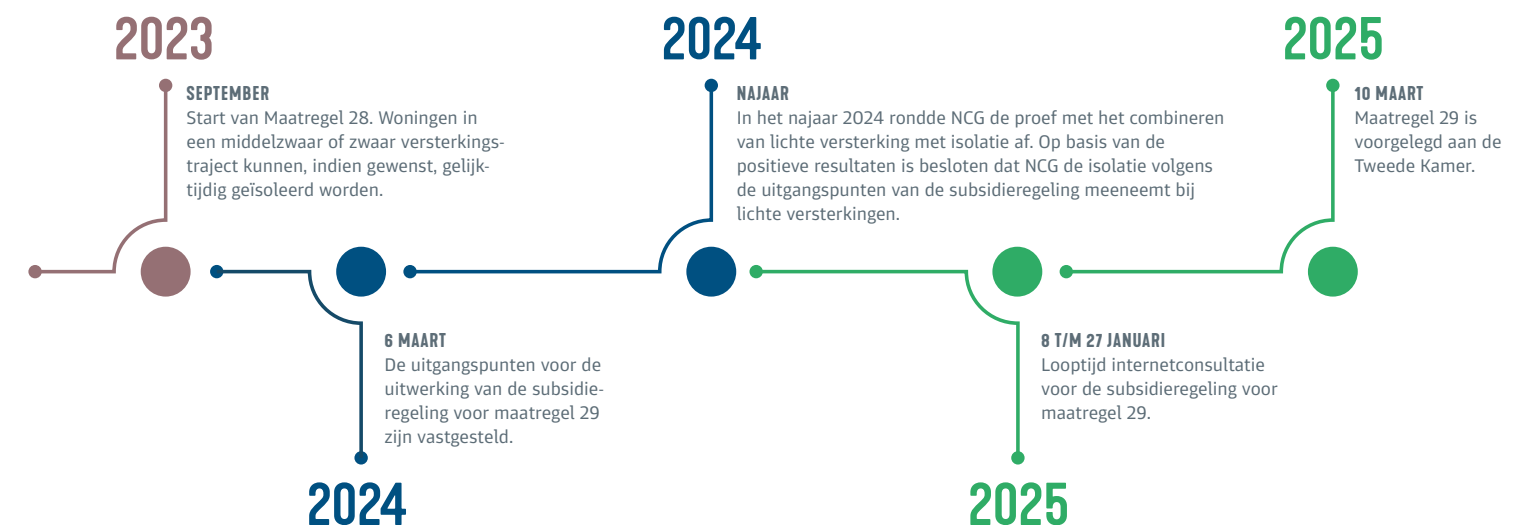 2023
SEPTEMBER
Start van Maatregel 28. Woningen in
een middelzwaar of zwaar versterkings-
traject kunnen, indien gewenst, gelijk-
tijdig geïsoleerd worden.
6 MAART
De uitgangspunten voor de
uitwerking van de subsidie-
regeling voor maatregel 29
zijn vastgesteld.
2024
2024
NAJAAR
In het najaar 2024 rondde NCG de proef met het combineren
van lichte versterking met isolatie af. Op basis van de
positieve resultaten is besloten dat NCG de isolatie volgens
de uitgangspunten van de subsidieregeling meeneemt bij
lichte versterkingen.
8 T/M 27 JANUARI
Looptijd internetconsultatie
voor de subsidieregeling voor
maatregel 29.
2025
2025
10 MAART
Maatregel 29 is
voorgelegd aan de
Tweede Kamer.